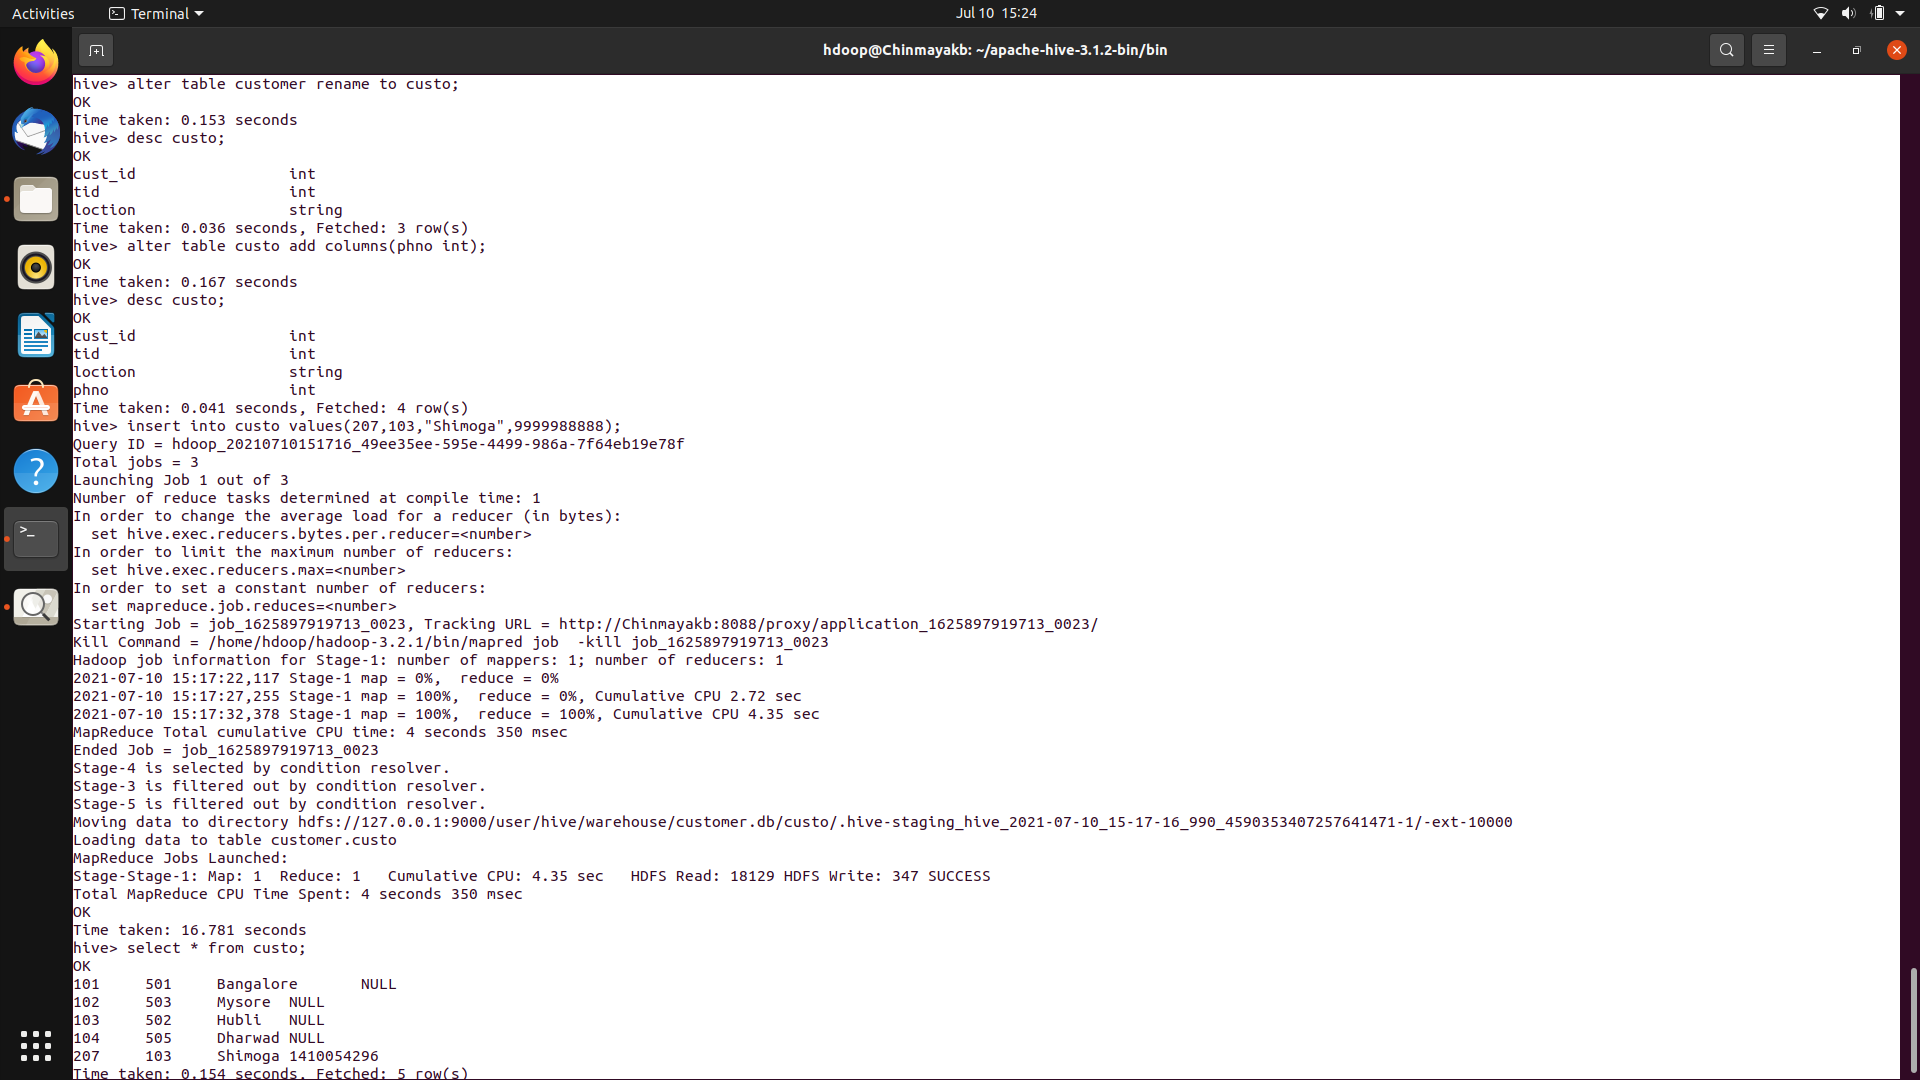 Activities
Terminal
Jul 10 15:24
hdoop@Chinmayakb: ~/apache-hive-3.1.2-bin/bin
hive> alter table customer rename to custo;
OK
Time taken: 0.153 seconds
hive> desc custo;
OK
cust_id                 int
tid                     int
loction                 string
Time taken: 0.036 seconds, Fetched: 3 row(s)
hive> alter table custo add columns(phno int);
OK
Time taken: 0.167 seconds
hive> desc custo;
OK
cust_id                 int
tid                     int
loction                 string
phno                    int
Time taken: 0.041 seconds, Fetched: 4 row(s)
hive> insert into custo values(207,103,"Shimoga",9999988888);
Query ID = hdoop_20210710151716_49ee35ee-595e-4499-986a-7f64eb19e78f
Total jobs = 3
Launching Job 1 out of 3
Number of reduce tasks determined at compile time: 1
In order to change the average load for a reducer (in bytes):
  set hive.exec.reducers.bytes.per.reducer=<number>
In order to limit the maximum number of reducers:
  set hive.exec.reducers.max=<number>
In order to set a constant number of reducers:
  set mapreduce.job.reduces=<number>
Starting Job = job_1625897919713_0023, Tracking URL = http://Chinmayakb:8088/proxy/application_1625897919713_0023/
Kill Command = /home/hdoop/hadoop-3.2.1/bin/mapred job  -kill job_1625897919713_0023
Hadoop job information for Stage-1: number of mappers: 1; number of reducers: 1
2021-07-10 15:17:22,117 Stage-1 map = 0%,  reduce = 0%
2021-07-10 15:17:27,255 Stage-1 map = 100%,  reduce = 0%, Cumulative CPU 2.72 sec
2021-07-10 15:17:32,378 Stage-1 map = 100%,  reduce = 100%, Cumulative CPU 4.35 sec
MapReduce Total cumulative CPU time: 4 seconds 350 msec
Ended Job = job_1625897919713_0023
Stage-4 is selected by condition resolver.
Stage-3 is filtered out by condition resolver.
Stage-5 is filtered out by condition resolver.
Moving data to directory hdfs://127.0.0.1:9000/user/hive/warehouse/customer.db/custo/.hive-staging_hive_2021-07-10_15-17-16_990_4590353407257641471-1/-ext-10000
Loading data to table customer.custo
MapReduce Jobs Launched:
Stage-Stage-1: Map: 1  Reduce: 1   Cumulative CPU: 4.35 sec   HDFS Read: 18129 HDFS Write: 347 SUCCESS
Total MapReduce CPU Time Spent: 4 seconds 350 msec
OK
Time taken: 16.781 seconds
hive> select * from custo;
OK
101     501     Bangalore       NULL
102     503     Mysore  NULL
103     502     Hubli   NULL
104     505     Dharwad NULL
207     103     Shimoga 1410054296
Time taken: 0.154 seconds, Fetched: 5 row(s)